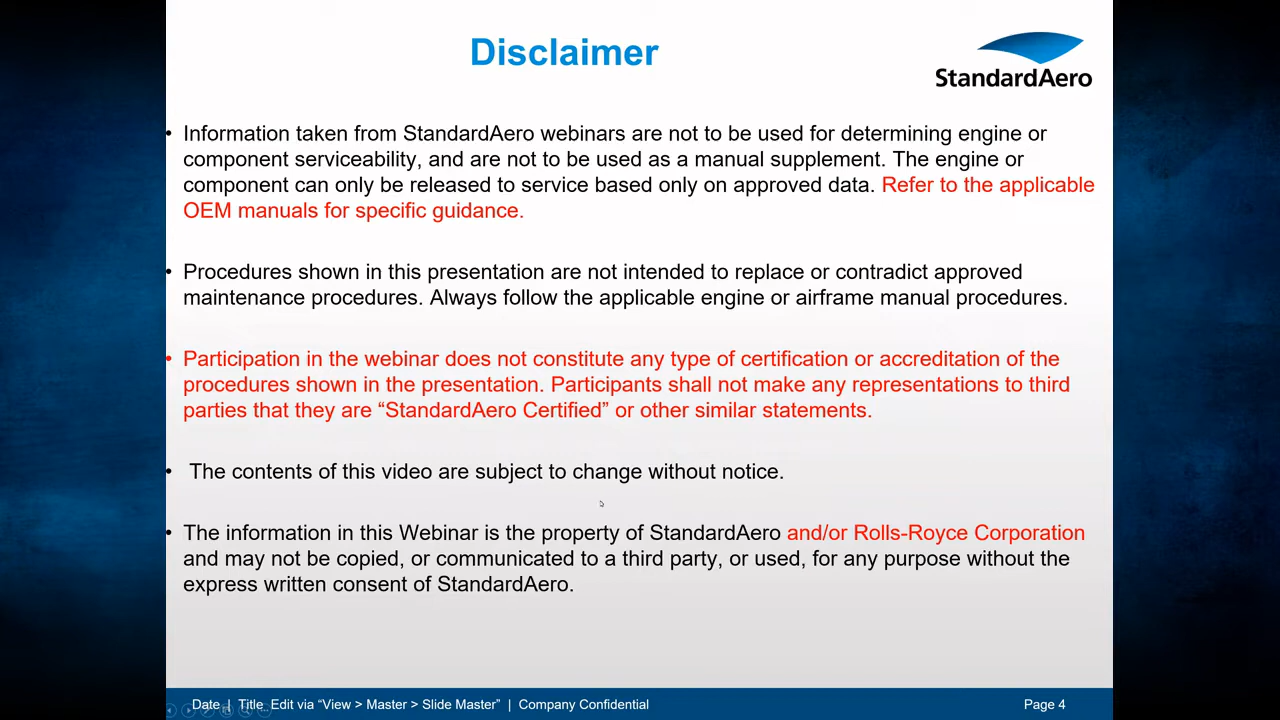 Disclaimer
StandardAero
• Information taken from StandardAero webinars are not to be used for determining engine or
component serviceability, and are not to be used as a manual supplement. The engine or
component can only be released to service based only on approved data. Refer to the applicable
OEM manuals for specific guidance.
• Procedures shown in this presentation are not intended to replace or contradict approved
maintenance procedures. Always follow the applicable engine or airframe manual procedures.
• Participation in the webinar does not constitute any type of certification or accreditation of the
procedures shown in the presentation. Participants shall not make any representations to third
parties that they are “StandardAero Certified” or other similar statements.
• The contents of this video are subject to change without notice.
• The information in this Webinar is the property of StandardAero and/or Rolls-Royce Corporation
and may not be copied, or communicated to a third party, or used, for any purpose without the
express written consent of StandardAero.
Date | Title Edit via “View > Master > Slide Master” | Company Confidential
Page 4